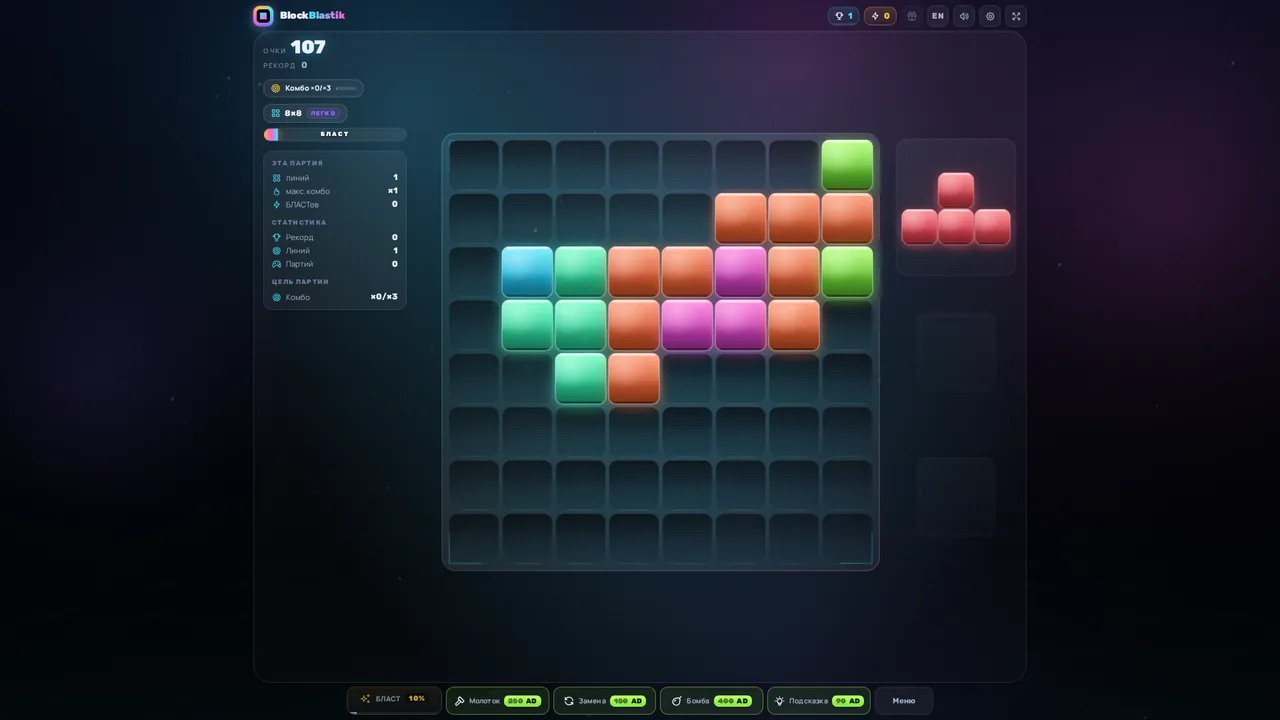 BlockBlastik
1
0
EN
ОЧКИ 107
РЕКОРД 0
Комбо ×0/×3
8×8 ЛЕГКО
БЛАСТ
ЭТА ПАРТИЯ
линий 1
макс.комбо ×1
БЛАСТов 0
СТАТИСТИКА
Рекорд 0
Линий 1
Партий 0
ЦЕЛЬ ПАРТИИ
Комбо ×0/×3
БЛАСТ 10%
Молоток 250 AD
Замена 150 AD
Бомба 400 AD
Подсказка 90 AD
Меню